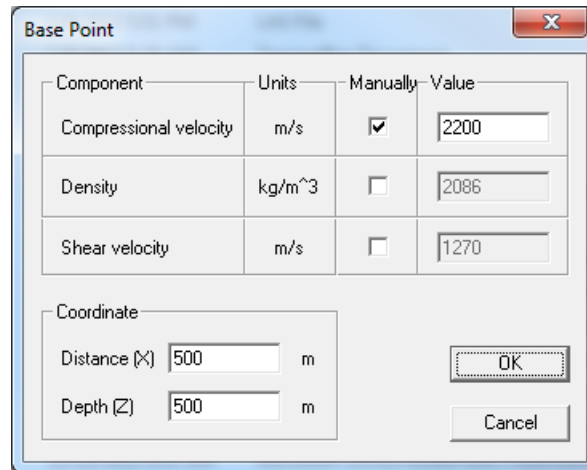 Base Point
Component Units Manually Value
Compressional velocity m/s 2200
Density kg/m^3 2086
Shear velocity m/s 1270
Coordinate
Distance (X) 500 m
OK
Depth (Z) 500 m
Cancel